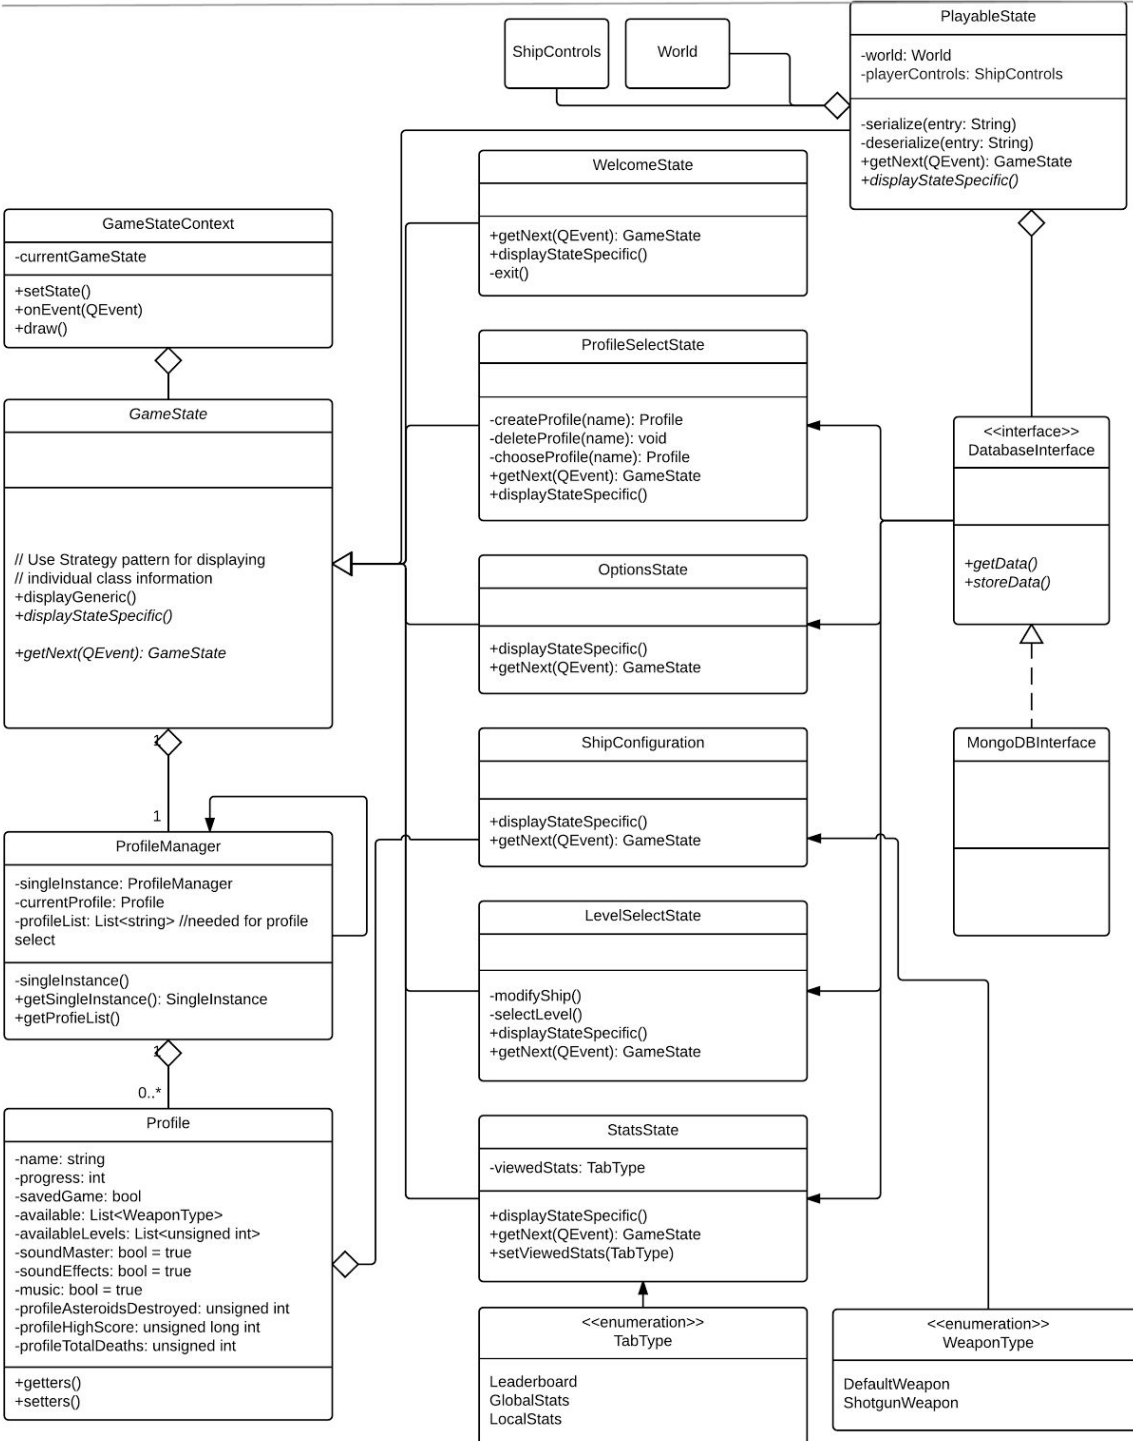 PlayableState
-world: World
-playerControls: ShipControls
-serialize(entry: String)
-deserialize(entry: String)
+getNext(QEvent): GameState
+displayStateSpecific()
ShipControls
World
WelcomeState
+getNext(QEvent): GameState
+displayStateSpecific()
-exit()
GameStateContext
-currentGameState
+setState()
+onEvent(QEvent)
+draw()
ProfileSelectState
-createProfile(name): Profile
-deleteProfile(name): void
-chooseProfile(name): Profile
+getNext(QEvent): GameState
+displayStateSpecific()
GameState
// Use Strategy pattern for displaying
// individual class information
+displayGeneric()
+displayStateSpecific()
+getNext(QEvent): GameState
<<interface>>
DatabaseInterface
+getData()
+storeData()
OptionsState
+displayStateSpecific()
+getNext(QEvent): GameState
MongoDBInterface
ShipConfiguration
+displayStateSpecific()
+getNext(QEvent): GameState
1
1
ProfileManager
-singleInstance: ProfileManager
-currentProfile: Profile
-profileList: List<string> //needed for profile
select
-singleInstance()
+getSingleInstance(): SingleInstance
+getProfieList()
LevelSelectState
-modifyShip()
-selectLevel()
+displayStateSpecific()
+getNext(QEvent): GameState
1
0..*
Profile
-name: string
-progress: int
-savedGame: bool
-available: List<WeaponType>
-availableLevels: List<unsigned int>
-soundMaster: bool = true
-soundEffects: bool = true
-music: bool = true
-profileAsteroidsDestroyed: unsigned int
-profileHighScore: unsigned long int
-profileTotalDeaths: unsigned int
+getters()
+setters()
StatsState
-viewedStats: TabType
+displayStateSpecific()
+getNext(QEvent): GameState
+setViewedStats(TabType)
<<enumeration>>
TabType
Leaderboard
GlobalStats
LocalStats
<<enumeration>>
WeaponType
DefaultWeapon
ShotgunWeapon